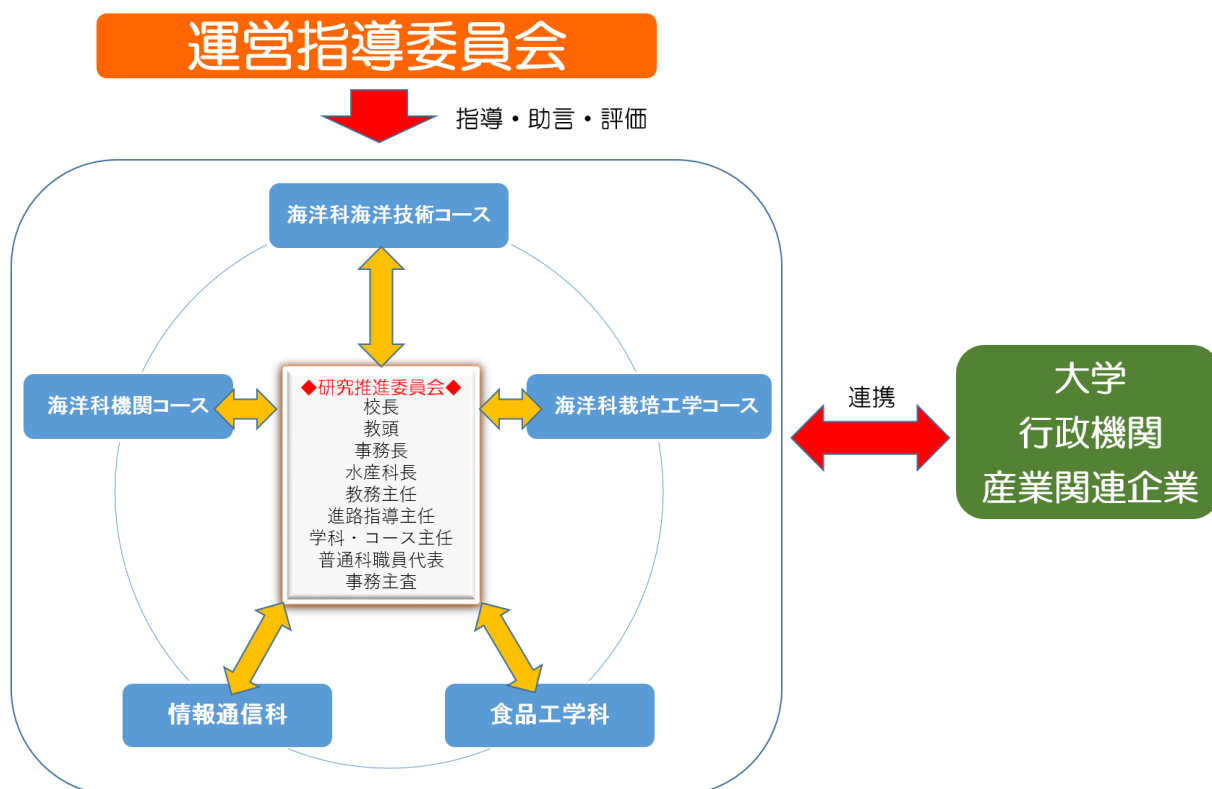 運営指導委員会
指導・助言・評価
海洋科海洋技術コース
海洋科機関コース
◆研究推進委員会◆
校長
教頭
事務長
水産科長
教務主任
進路指導主任
学科・コース主任
普通科職員代表
事務主査
海洋科栽培工学コース
連携
大学
行政機関
産業関連企業
情報通信科
食品工学科